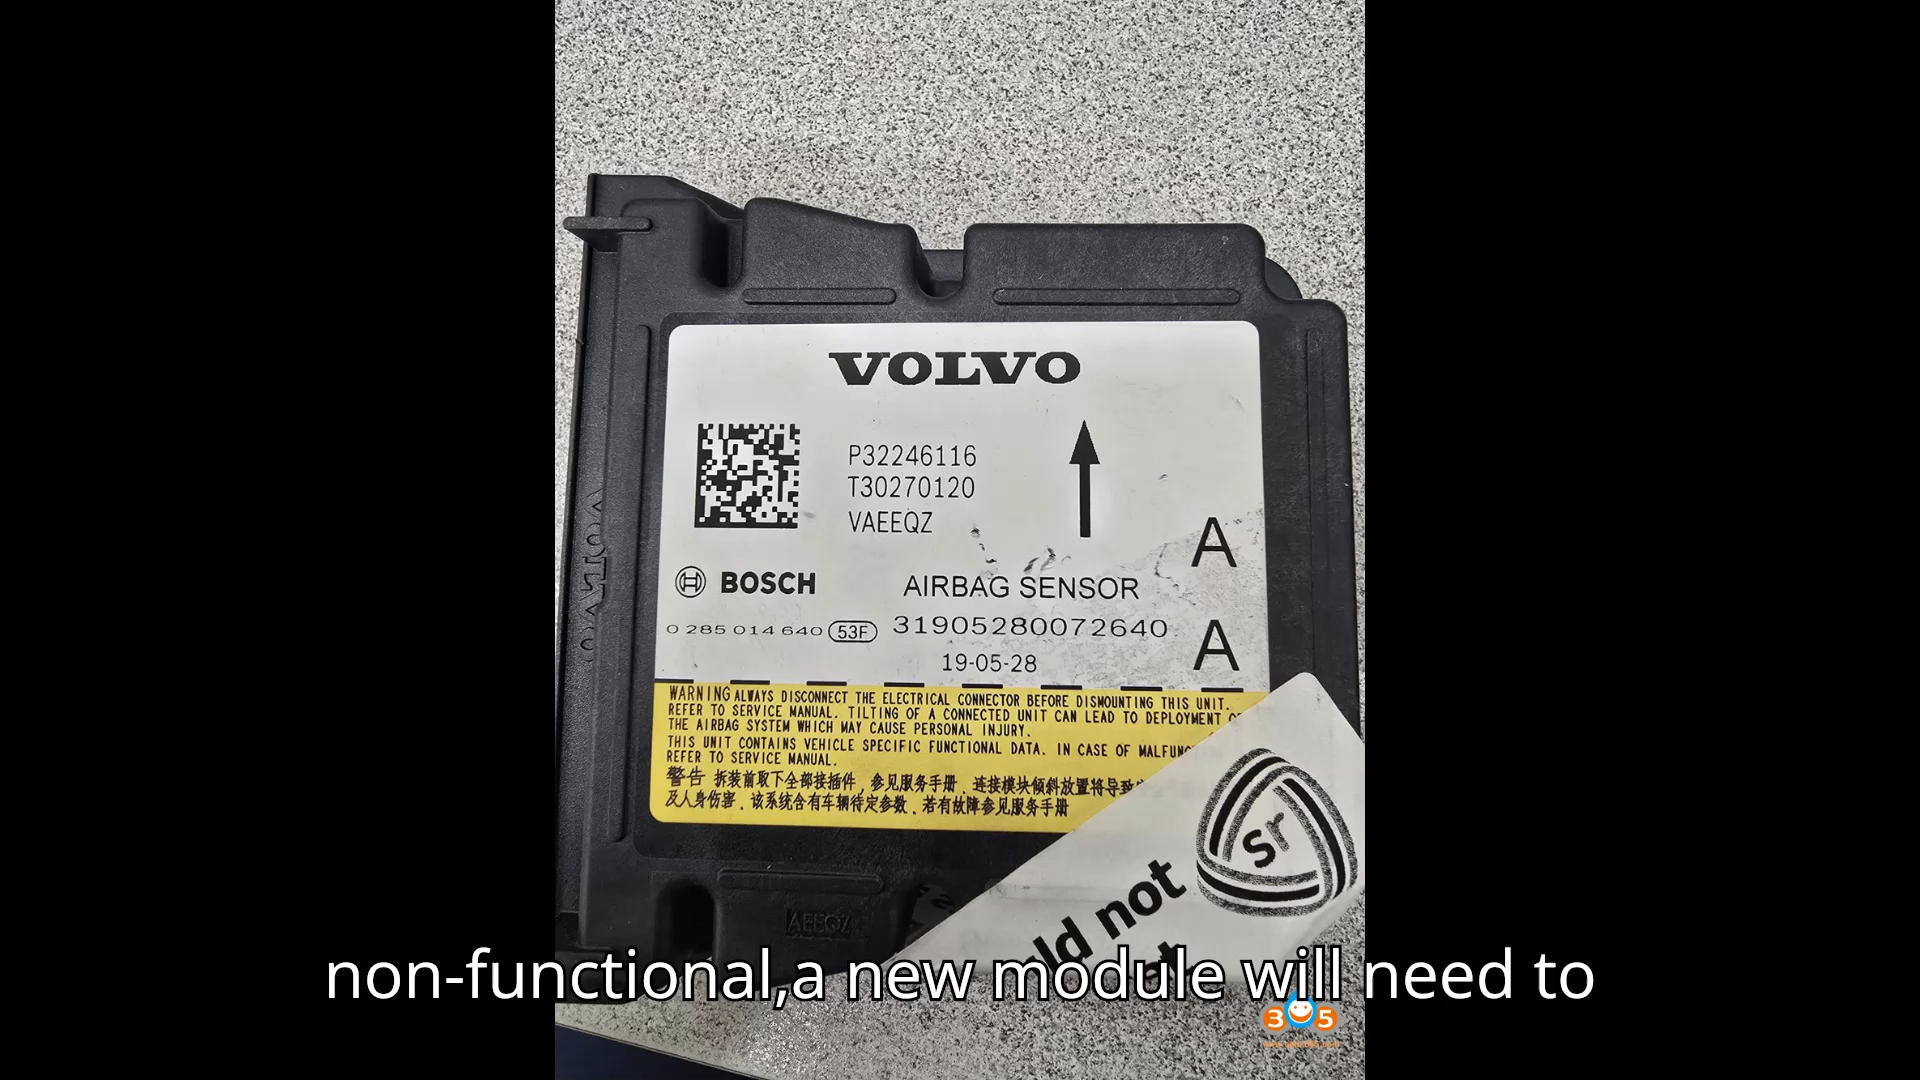 VOLVO
P32246116
T30270120
VAEEQZ
A
BOSCH
AIRBAG SENSOR
0 285 014 640 53F 31905280072640
A
19-05-28
WARNING ALWAYS DISCONNECT THE ELECTRICAL CONNECTOR BEFORE DISMOUNTING THIS UNIT.
REFER TO SERVICE MANUAL. TILTING OF A CONNECTED UNIT CAN LEAD TO DEPLOYMENT
THE AIRBAG SYSTEM WHICH MAY CAUSE PERSONAL INJURY.
THIS UNIT CONTAINS VEHICLE SPECIFIC FUNCTIONAL DATA. IN CASE OF
REFER TO SERVICE MANUAL.
警告 拆装前取下全部接插件，参见服务手册．连接模块倾斜放置将导致
及人身伤害．该系统含有车辆特定参数．若有故障参见服务手册
VOLVO
sr
not
AEEQZ
non-functional,a new module will need to
365